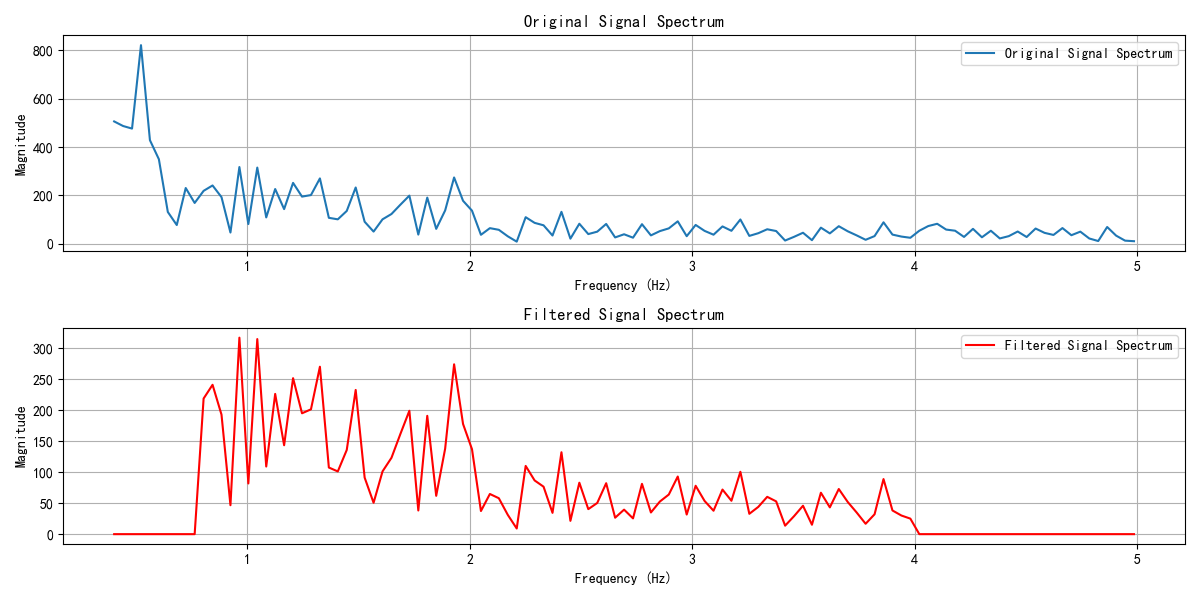 Original Signal Spectrum
Original Signal Spectrum
800
600
400
200
0
Magnitude
1 2 3 4 5
Frequency (Hz)
Filtered Signal Spectrum
Filtered Signal Spectrum
300
250
200
150
100
50
0
Magnitude
1 2 3 4 5
Frequency (Hz)